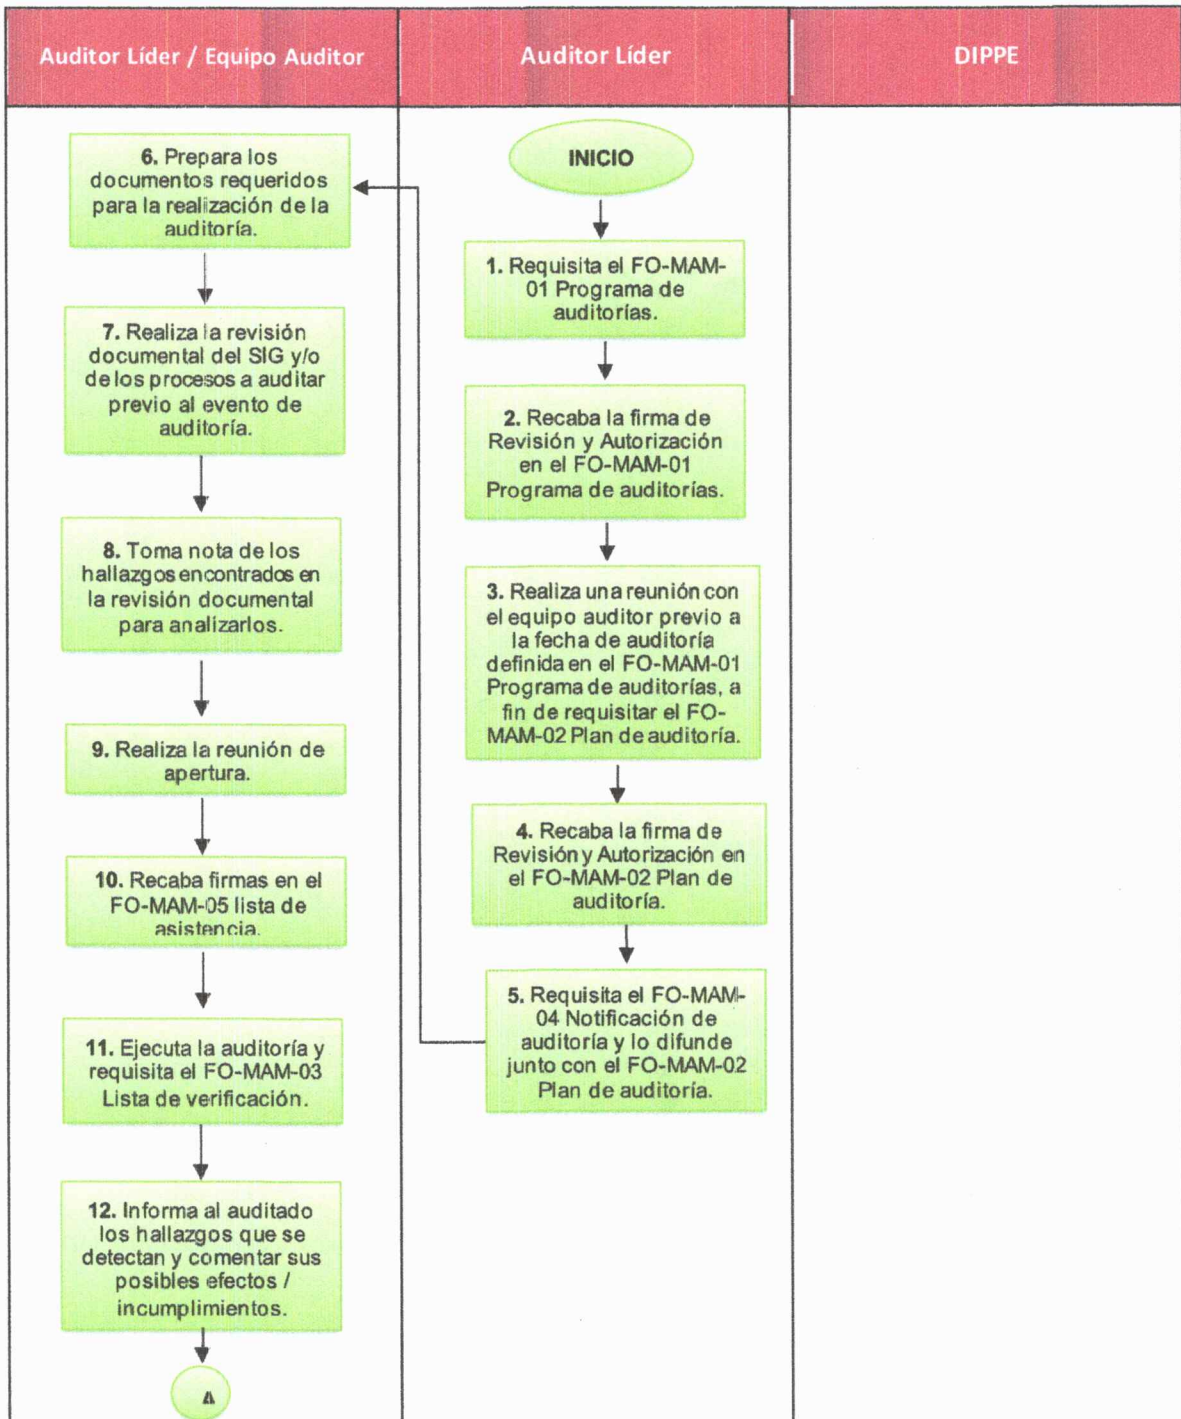 Auditor Líder / Equipo Auditor
Auditor Líder
DIPPE
INICIO
1. Requisita el FO-MAM-
01 Programa de
auditorías.
2. Recaba la firma de
Revisión y Autorización
en el FO-MAM-01
Programa de auditorías.
3. Realiza una reunión con
el equipo auditor previo a
la fecha de auditoría
definida en el FO-MAM-01
Programa de auditorías, a
fin de requisitar el FO-
MAM-02 Plan de auditoría.
4. Recaba la firma de
Revisión y Autorización en
el FO-MAM-02 Plan de
auditoría.
5. Requisita el FO-MAM-
04 Notificación de
auditoría y lo difunde
junto con el FO-MAM-02
Plan de auditoría.
6. Prepara los
documentos requeridos
para la realización de la
auditoría.
7. Realiza la revisión
documental del SIG y/o
de los procesos a auditar
previo al evento de
auditoría.
8. Toma nota de los
hallazgos encontrados en
la revisión documental
para analizarlos.
9. Realiza la reunión de
apertura.
10. Recaba firmas en el
FO-MAM-05 lista de
asistencia.
11. Ejecuta la auditoría y
requisita el FO-MAM-03
Lista de verificación.
12. Informa al auditado
los hallazgos que se
detectan y comentar sus
posibles efectos /
incumplimientos.
A